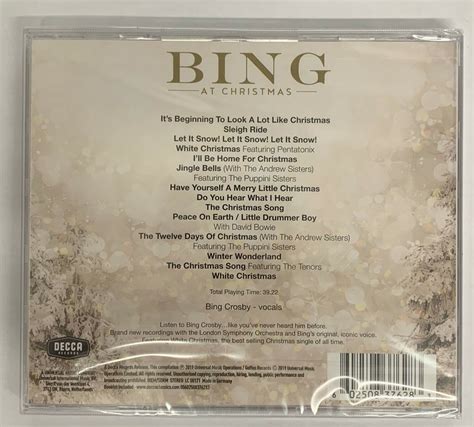 BING
AT CHRISTMAS
It's Beginning To Look A Lot Like Christmas
Sleigh Ride
Let It Snow! Let It Snow! Let It Snow!
White Christmas Featuring Pentatonix
I'll Be Home For Christmas
Jingle Bells (With The Andrew Sisters)
Featuring The Puppini Sisters
Have Yourself A Merry Little Christmas
Do You Hear What I Hear
The Christmas Song
Peace On Earth / Little Drummer Boy
With David Bowie
The Twelve Days Of Christmas (With The Andrew Sisters)
Featuring The Puppini Sisters
Winter Wonderland
The Christmas Song Featuring The Tenors
White Christmas
Total Playing Time: 39.22
Bing Crosby - vocals
Listen to Bing Crosby...like you've never heard him before.
Brand new recordings with the London Symphony Orchestra and Bing's original, iconic voice.
White Christmas, the best selling Christmas single of all time.
DECCA
RECORDS
6 02508 37628